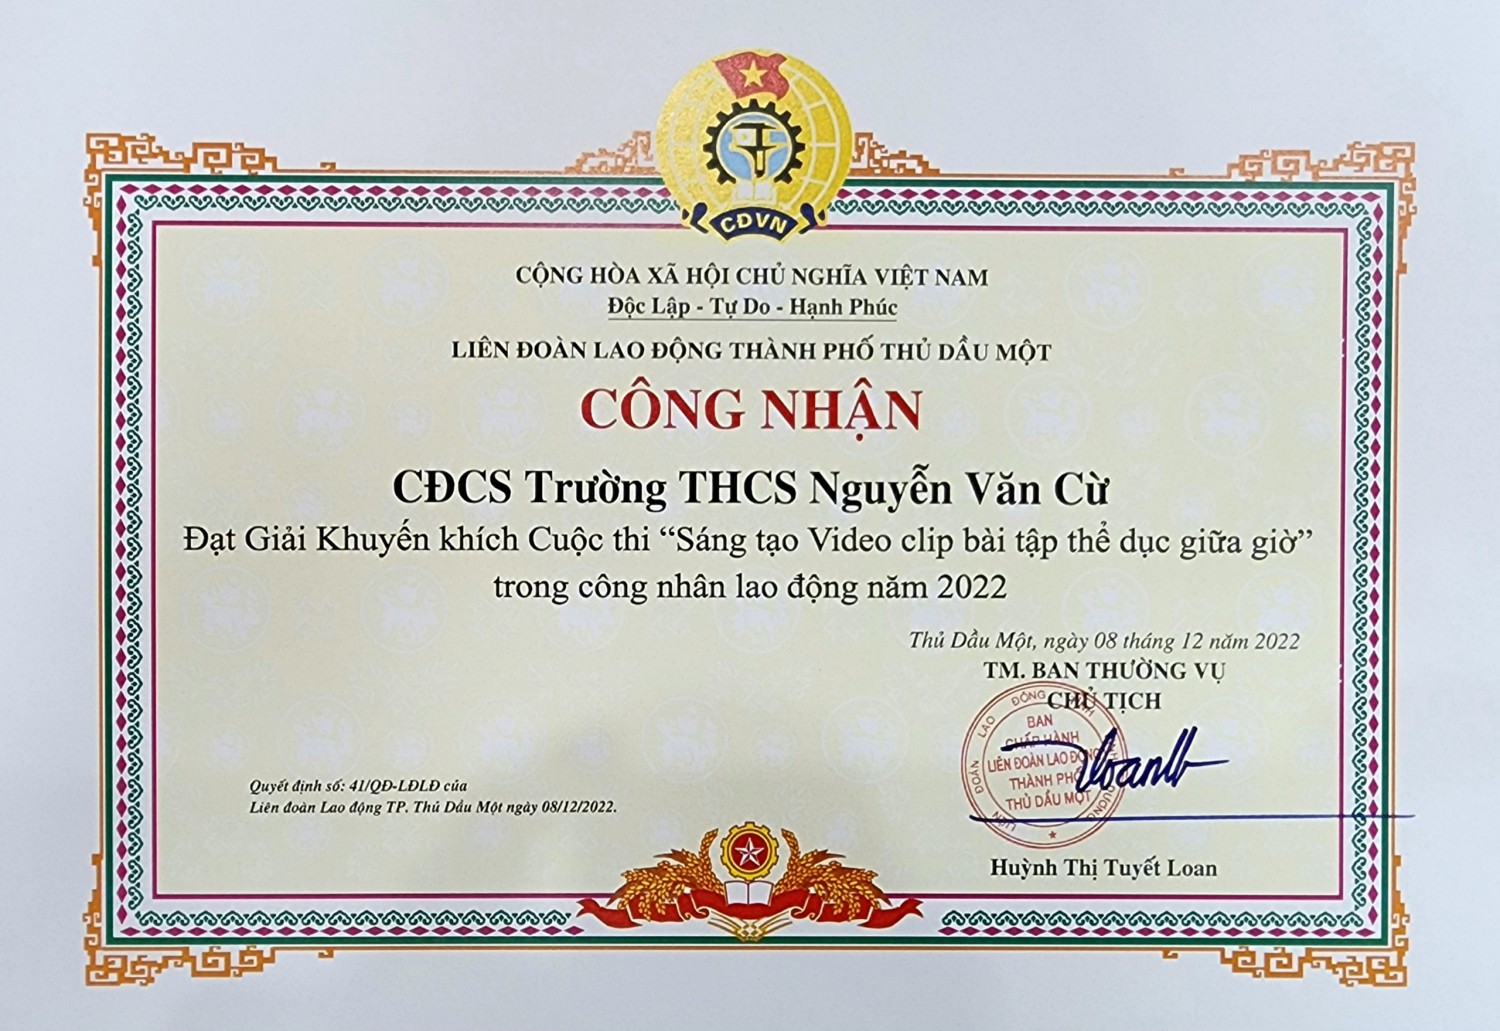 CĐVN
CỘNG HÒA XÃ HỘI CHỦ NGHĨA VIỆT NAM
Độc Lập - Tự Do - Hạnh Phúc
LIÊN ĐOÀN LAO ĐỘNG THÀNH PHỐ THỦ DẦU MỘT
CÔNG NHẬN
CĐCS Trường THCS Nguyễn Văn Cừ
Đạt Giải Khuyến khích Cuộc thi “Sáng tạo Video clip bài tập thể dục giữa giờ”
trong công nhân lao động năm 2022
Thủ Dầu Một, ngày 08 tháng 12 năm 2022
TM. BAN THƯỜNG VỤ
CHỦ TỊCH
BAN
CHẤP HÀNH
LIÊN ĐOÀN LAO ĐỘNG
THÀNH PHỐ
THỦ DẦU MỘT
Quyết định số: 41/QĐ-LĐLĐ của
Liên đoàn Lao động TP. Thủ Dầu Một ngày 08/12/2022.
Huỳnh Thị Tuyết Loan